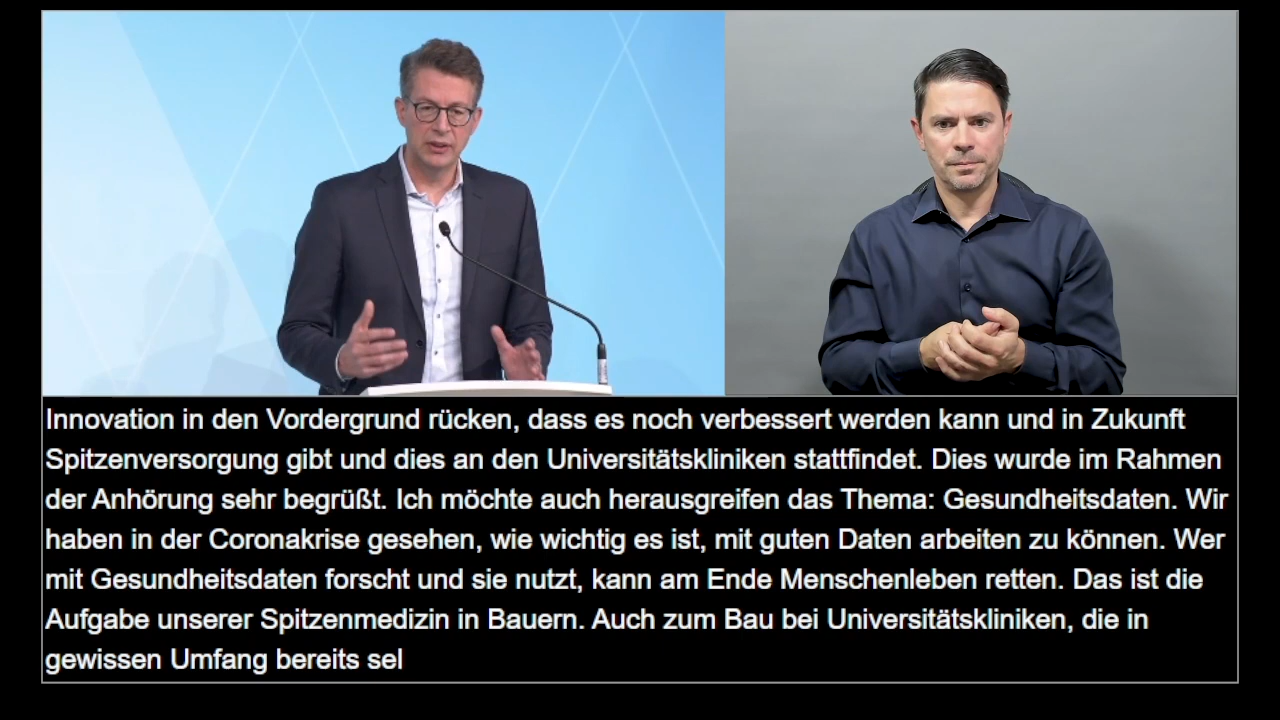 Innovation in den Vordergrund rücken, dass es noch verbessert werden kann und in Zukunft
Spitzenversorgung gibt und dies an den Universitätskliniken stattfindet. Dies wurde im Rahmen
der Anhörung sehr begrüßt. Ich möchte auch herausgreifen das Thema: Gesundheitsdaten. Wir
haben in der Coronakrise gesehen, wie wichtig es ist, mit guten Daten arbeiten zu können. Wer
mit Gesundheitsdaten forscht und sie nutzt, kann am Ende Menschenleben retten. Das ist die
Aufgabe unserer Spitzenmedizin in Bauern. Auch zum Bau bei Universitätskliniken, die in
gewissen Umfang bereits sel